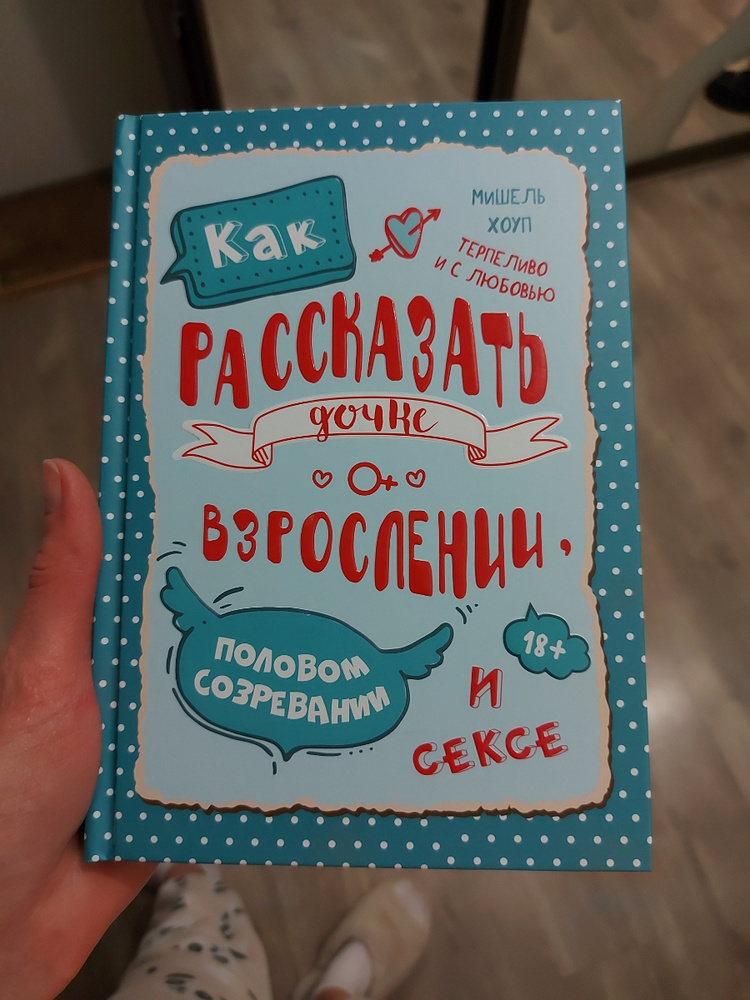 Как
МИШЕЛЬ
ХОУП
ТЕРПЕЛИВО
И С ЛЮБОВЬЮ
РАССКАЗАТЬ
дочке
О
ВЗРОСЛЕНИИ,
ПОЛОВОМ
СОЗРЕВАНИИ
18+
И
СЕКСЕ